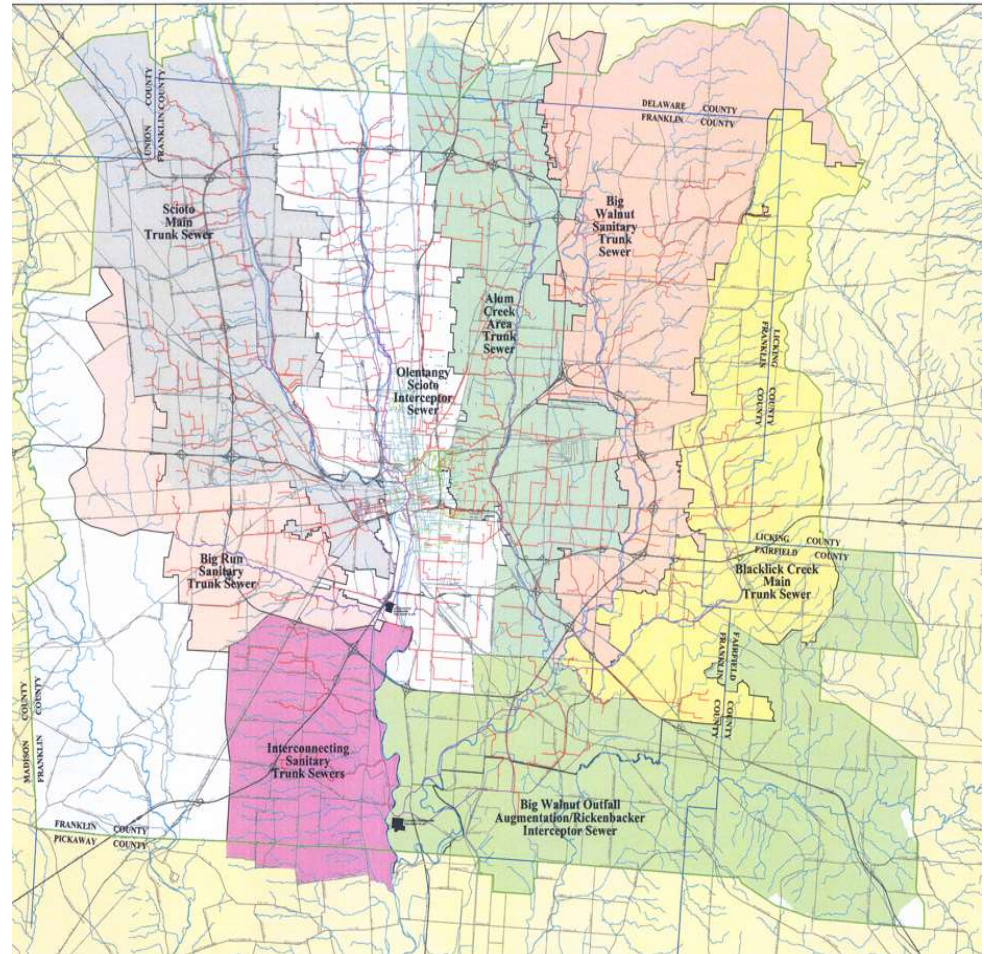 DELAWARE COUNTY
FRANKLIN COUNTY
UNION COUNTY
FRANKLIN COUNTY
Scioto
Main
Trunk Sewer
Big
Walnut
Sanitary
Trunk
Sewer
Alum
Creek
Area
Trunk
Sewer
LICKING COUNTY
FRANKLIN COUNTY
Olentangy
Scioto
Interceptor
Sewer
LICKING COUNTY
FAIRFIELD COUNTY
Big Run
Sanitary
Trunk Sewer
Blacklick Creek
Main
Trunk Sewer
FAIRFIELD COUNTY
FRANKLIN COUNTY
MADISON COUNTY
FRANKLIN COUNTY
Interconnecting
Sanitary
Trunk Sewers
Big Walnut Outfall
Augmentation/Rickenbacker
Interceptor Sewer
FRANKLIN COUNTY
PICKAWAY COUNTY